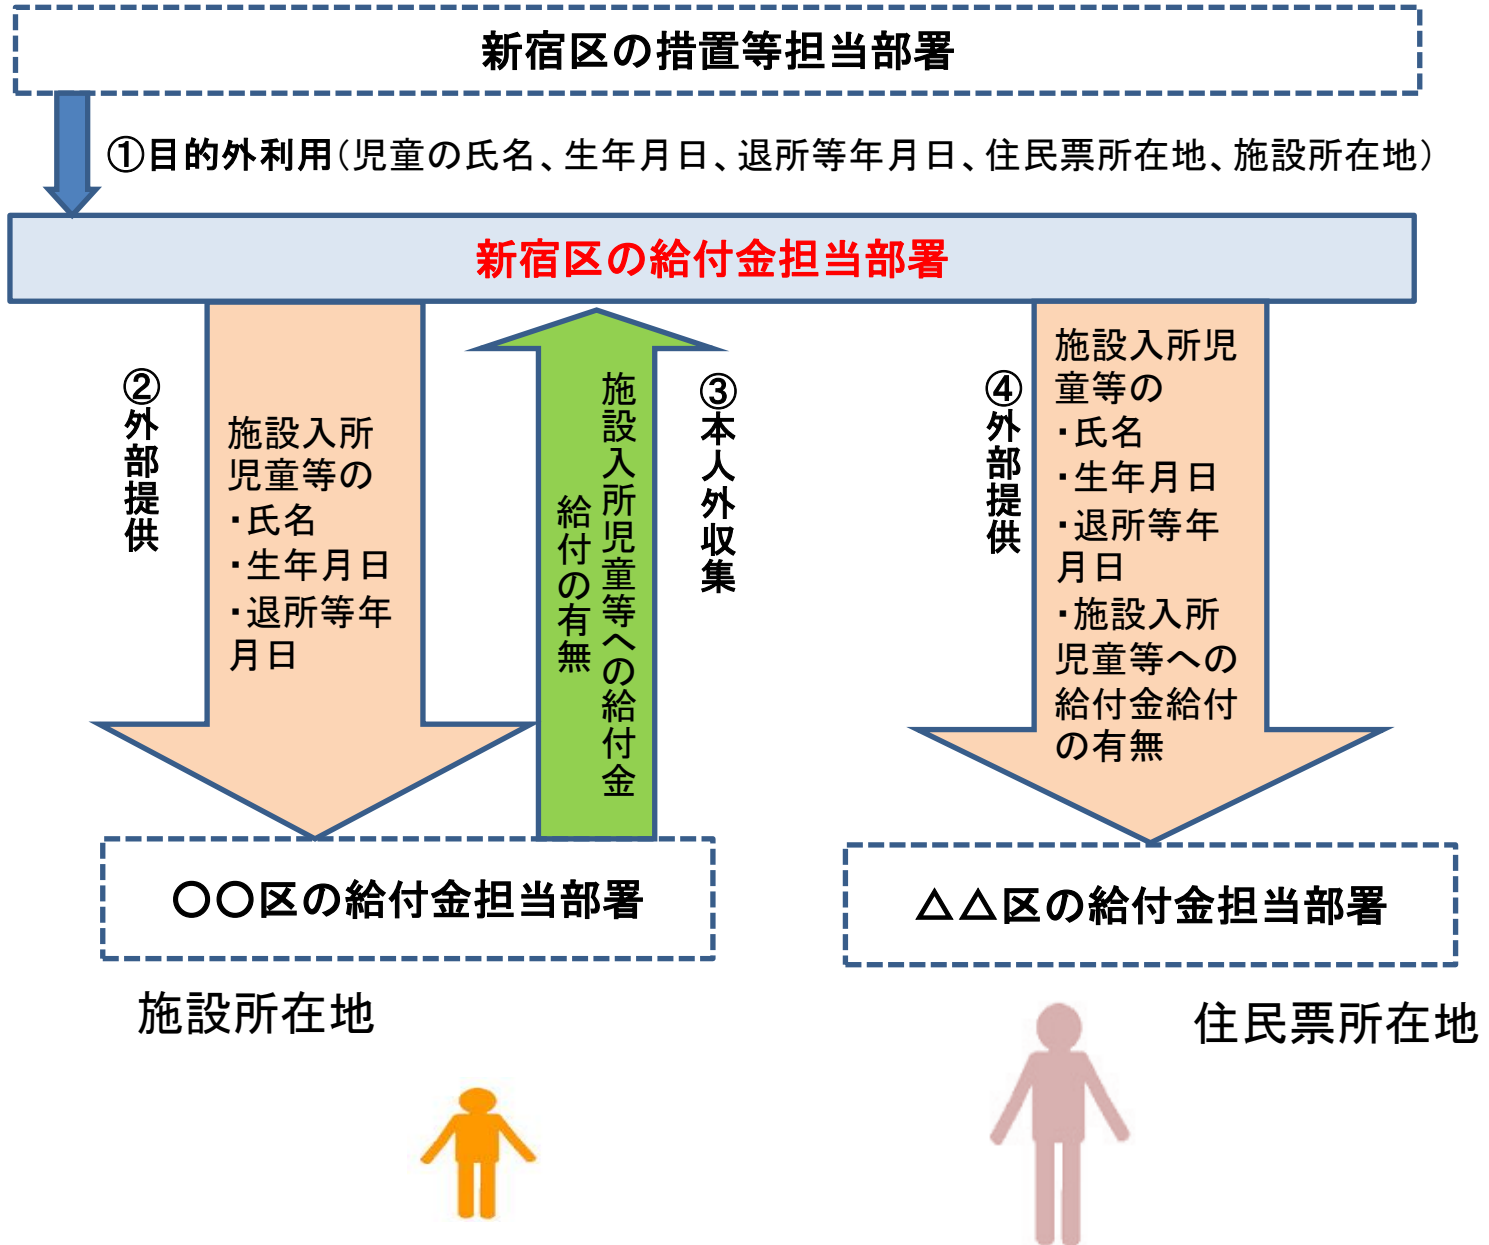 新宿区の措置等担当部署
①目的外利用(児童の氏名、生年月日、退所等年月日、住民票所在地、施設所在地)
新宿区の給付金担当部署
②外部提供
施設入所
児童等の
・氏名
・生年月日
・退所等年
月日
施設入所児童等への給付金
給付の有無
③本人外収集
④外部提供
施設入所児
童等の
・氏名
・生年月日
・退所等年
月日
・施設入所
児童等への
給付金給付
の有無
〇〇区の給付金担当部署
△△区の給付金担当部署
施設所在地
住民票所在地